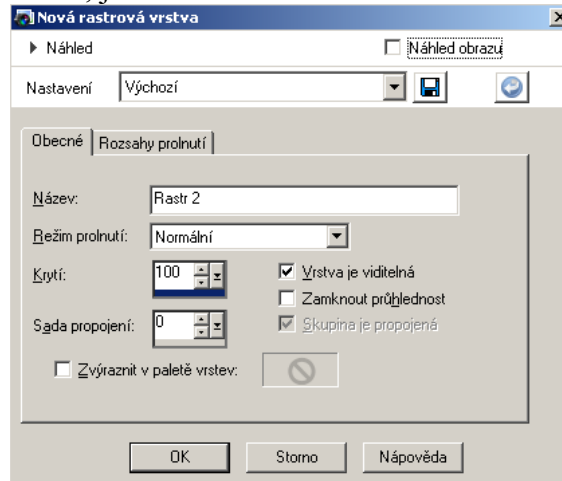 Nová rastrová vrstva
Náhled
Náhled obrazu
Nastavení Výchozí
Obecné Rozsahy prolnutí
Název: Rastr 2
Režim prolnutí: Normální
Krytí: 100 Vrstva je viditelná
Zamknout průhlednost
Sada propojení: 0 Skupina je propojená
Zvýraznit v paletě vrstev:
OK Storno Nápověda